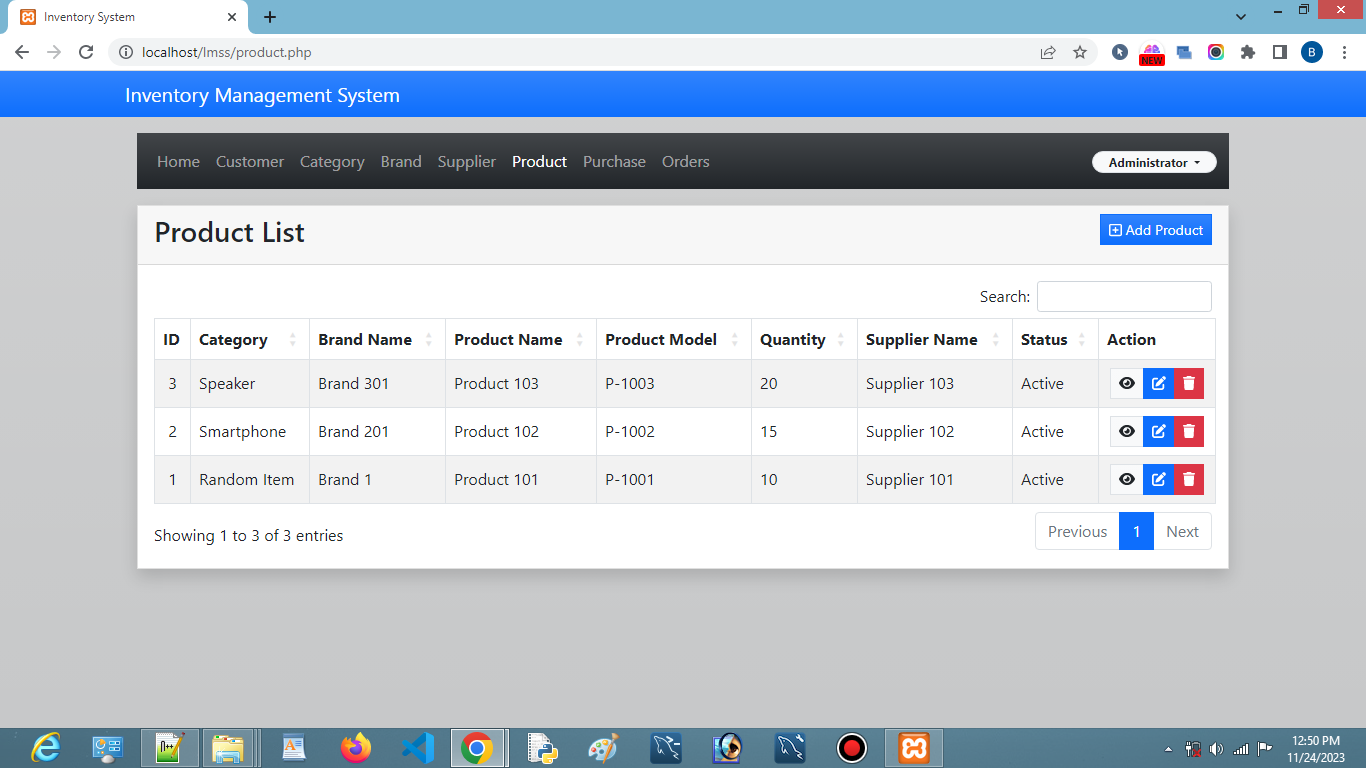 Inventory System
localhost/lmss/product.php
NEW
B
Inventory Management System
Home Customer Category Brand Supplier Product Purchase Orders Administrator
Product List
Add Product
Search:
ID Category Brand Name Product Name Product Model Quantity Supplier Name Status Action
3 Speaker Brand 301 Product 103 P-1003 20 Supplier 103 Active
2 Smartphone Brand 201 Product 102 P-1002 15 Supplier 102 Active
1 Random Item Brand 1 Product 101 P-1001 10 Supplier 101 Active
Showing 1 to 3 of 3 entries
Previous 1 Next
12:50 PM
11/24/2023